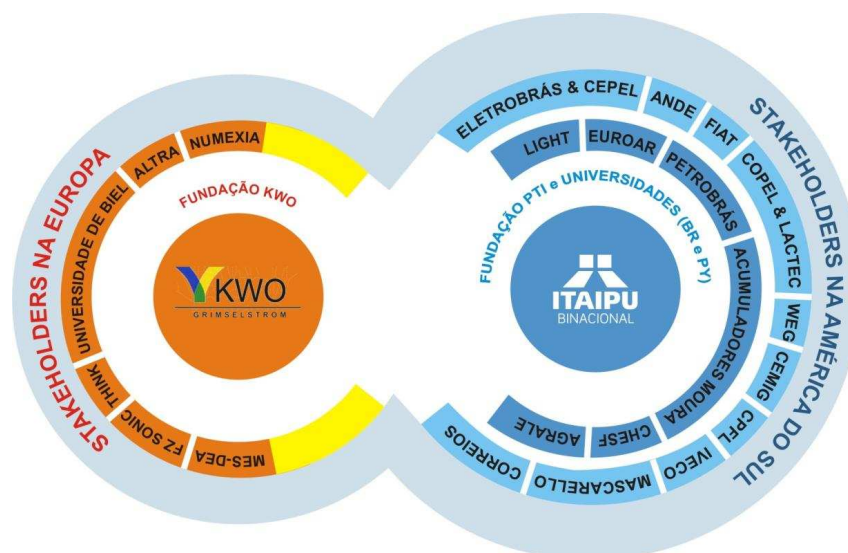 STAKEHOLDERS NA EUROPA
UNIVERSIDADE DE BIEL
ALTRA
NUMEXIA
THINK
FZ SONIC
MES-DEA
FUNDAÇÃO KWO
KWO
GRIMSELSTROM
STAKEHOLDERS NA AMÉRICA DO SUL
ELETROBRÁS & CEPEL
ANDE
FIAT
COPEL & LACTEC
WEG
CEMIG
CPFL
IVECO
MASCARELLO
CORREIOS
LIGHT
EUROAR
PETROBRÁS
ACUMULADORES MOURA
CHESF
AGRALE
FUNDAÇÃO PTI e UNIVERSIDADES (BR e PY)
ITAIPU
BINACIONAL